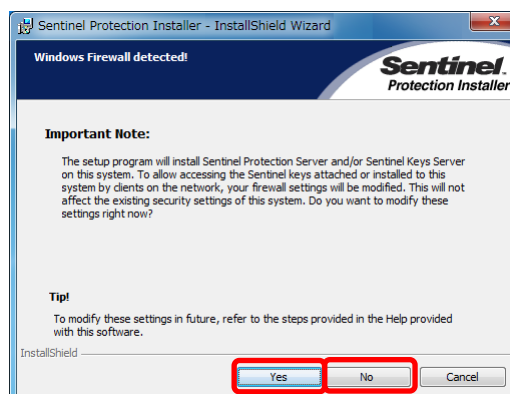 Sentinel Protection Installer - InstallShield Wizard
Windows Firewall detected!
Sentinel.
Protection Installer
Important Note:
The setup program will install Sentinel Protection Server and/or Sentinel Keys Server
on this system. To allow accessing the Sentinel keys attached or installed to this
system by clients on the network, your firewall settings will be modified. This will not
affect the existing security settings of this system. Do you want to modify these
settings right now?
Tip!
To modify these settings in future, refer to the steps provided in the Help provided
with this software.
InstallShield
Yes No Cancel